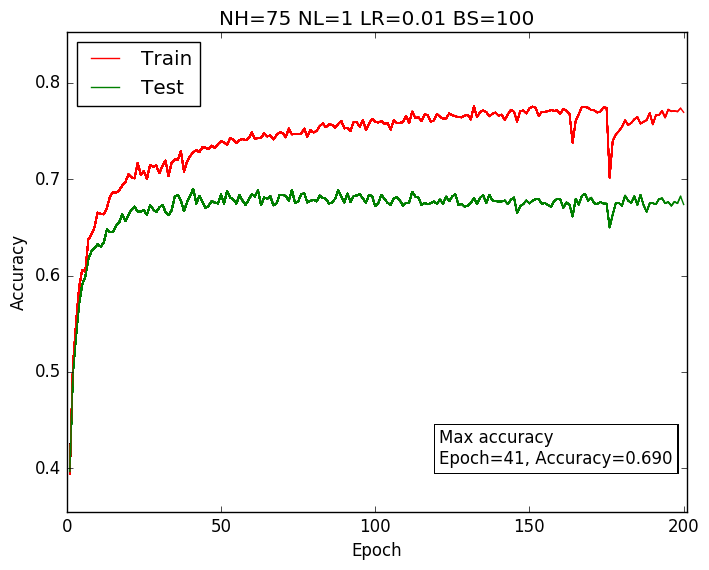 NH=75 NL=1 LR=0.01 BS=100
Train
Test
0.8
0.7
0.6
0.5
0.4
Accuracy
Max accuracy
Epoch=41, Accuracy=0.690
0 50 100 150 200
Epoch